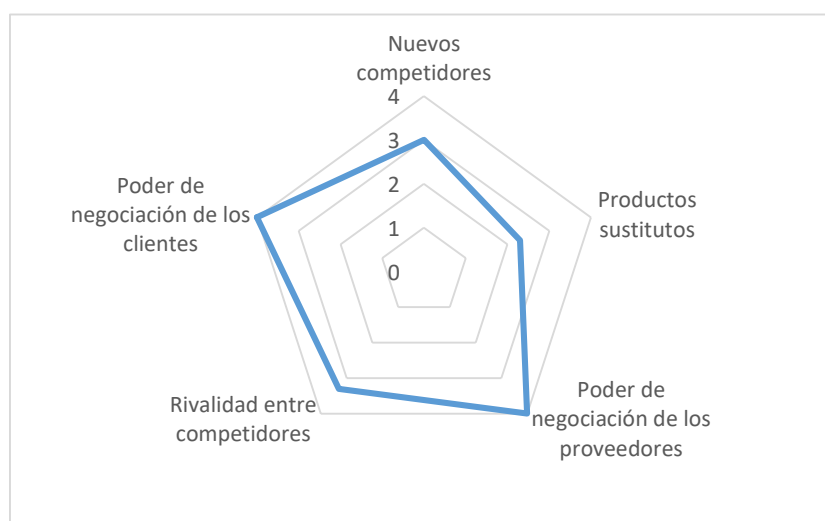 Nuevos
competidores
4
3
2
1
0
Productos
sustitutos
Poder de
negociación de los
proveedores
Rivalidad entre
competidores
Poder de
negociación de los
clientes